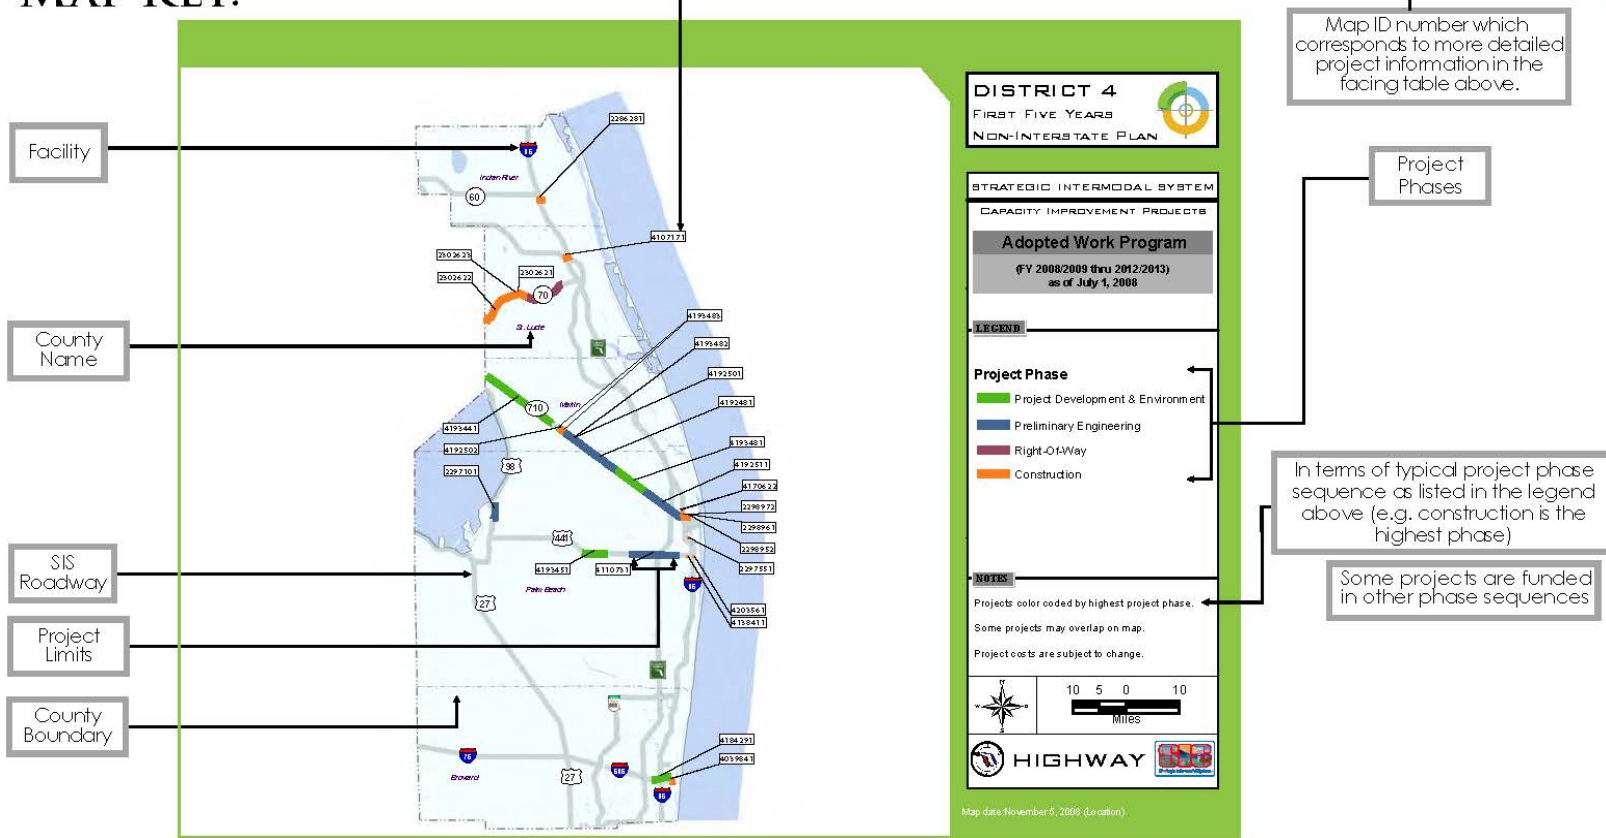 MAP KEY:
Map ID number which
corresponds to more detailed
project information in the
facing table above.
DISTRICT 4
FIRST FIVE YEARS
NON-INTERSTATE PLAN
Facility
Project
Phases
2286281
Indian River
60
STRATEGIC INTERMODAL SYSTEM
CAPACITY IMPROVEMENT PROJECTS
Adopted Work Program
(FY 2008/2009 thru 2012/2013)
as of July 1, 2008
4107171
2302623
2302621
2302622
70
St. Lucie
County
Name
4193483
4193482
LEGEND
Project Phase
Project Development & Environment
Preliminary Engineering
Right-Of-Way
Construction
4192501
4192481
710
Martin
4193441
4192502
4193481
98
2297101
4192511
4170622
2298972
2298961
2298952
2297551
In terms of typical project phase
sequence as listed in the legend
above (e.g. construction is the
highest phase)
Some projects are funded
in other phase sequences
441
4193451
4110731
Palm Beach
SIS
Roadway
27
4203561
4138411
NOTES
Projects color coded by highest project phase.
Some projects may overlap on map.
Project costs are subject to change.
Project
Limits
County
Boundary
10 5 0 10
Miles
HIGHWAY
4184291
4039841
Broward
27
Map date:November 5, 2008 (Location)